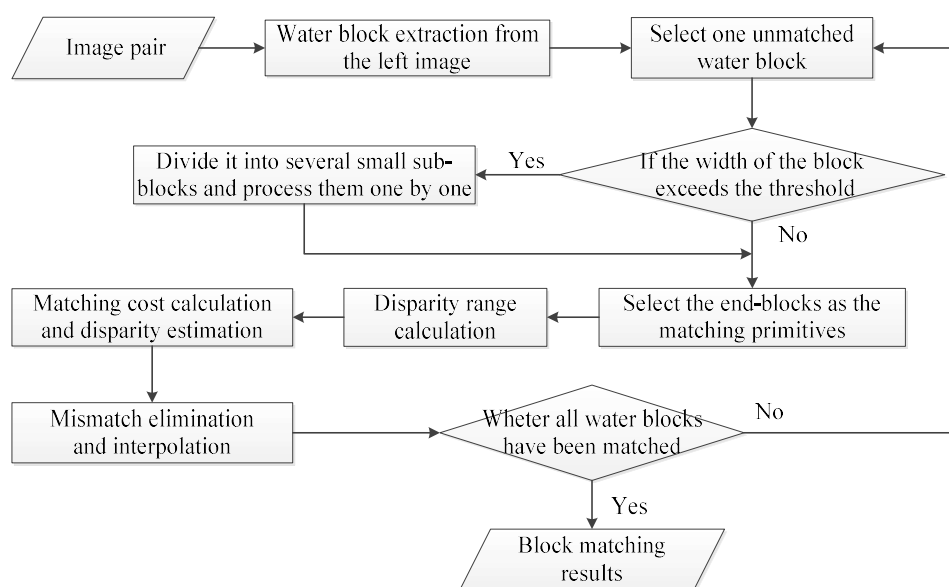 Image pair
Water block extraction from
the left image
Select one unmatched
water block
Divide it into several small sub-
blocks and process them one by one
Yes
If the width of the block
exceeds the threshold
No
Matching cost calculation
and disparity estimation
Disparity range
calculation
Select the end-blocks as the
matching primitives
Mismatch elimination
and interpolation
Wheter all water blocks
have been matched
No
Yes
Block matching
results